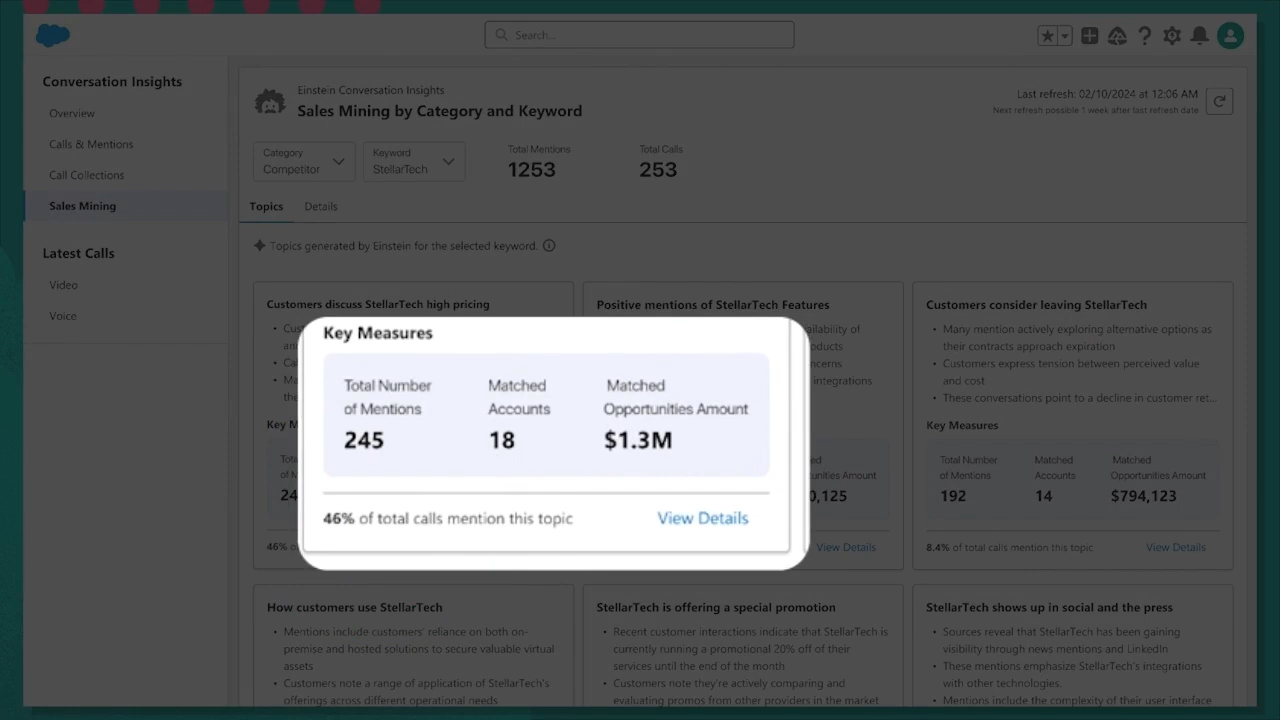 Search...
Conversation Insights
Overview
Calls & Mentions
Call Collections
Sales Mining
Latest Calls
Video
Voice
Einstein Conversation Insights
Sales Mining by Category and Keyword
Last refresh: 02/10/2024 at 12:06 AM
Next refresh possible 1 week after last refresh date
Category
Competitor
Keyword
StellarTech
Total Mentions
1253
Total Calls
253
Topics
Details
Topics generated by Einstein for the selected keyword.
Customers discuss StellarTech high pricing
Key Measures
Total Number
of Mentions
245
Matched
Accounts
18
Matched
Opportunities Amount
$1.3M
46% of total calls mention this topic
View Details
Positive mentions of StellarTech Features
products
integrations
View Details
Customers consider leaving StellarTech
• Many mention actively exploring alternative options as
their contracts approach expiration
• Customers express tension between perceived value
and cost
• These conversations point to a decline in customer ret...
Key Measures
Total Number
of Mentions
192
Matched
Accounts
14
Matched
Opportunities Amount
$794,123
8.4% of total calls mention this topic
View Details
How customers use StellarTech
• Mentions include customers' reliance on both on-
premise and hosted solutions to secure valuable virtual
assets
• Customers note a range of application of StellarTech's
offerings across different operational needs
StellarTech is offering a special promotion
• Recent customer interactions indicate that StellarTech is
currently running a promotional 20% off of their
services until the end of the month
• Customers note they're actively comparing and
evaluating promos from other providers in the market
StellarTech shows up in social and the press
• Sources reveal that StellarTech has been gaining
visibility through news mentions and LinkedIn
• These mentions emphasize StellarTech's integrations
with other technologies.
• Mentions include the complexity of their user interface